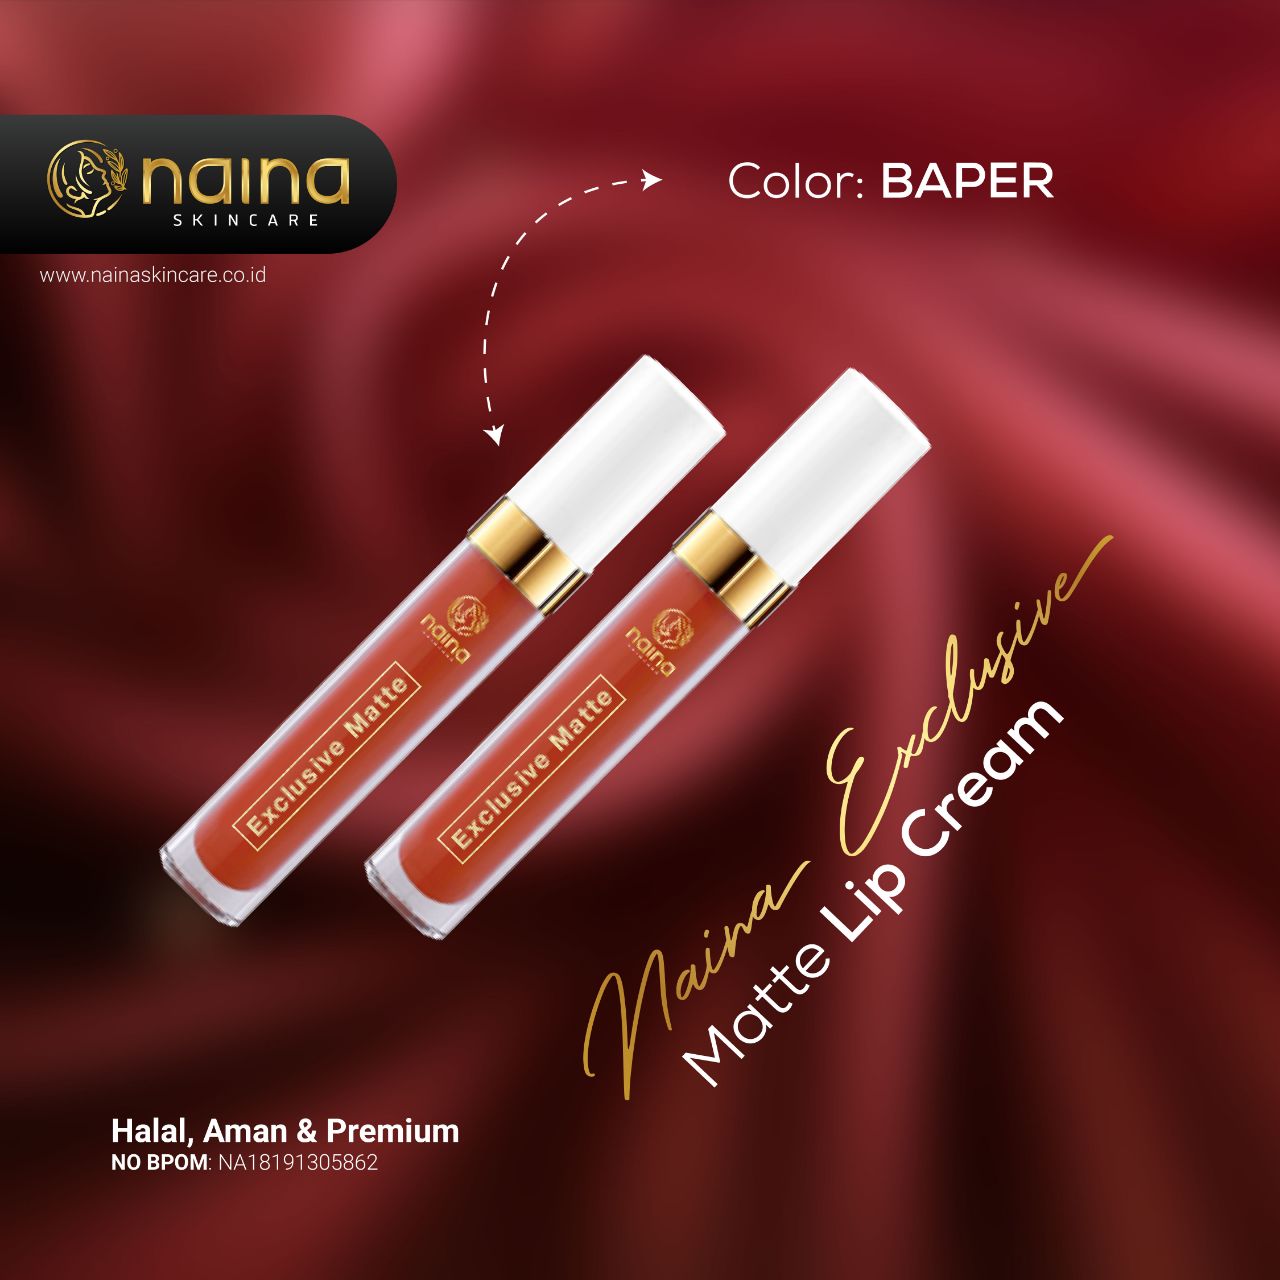 naina
SKINCARE
www.nainaskincare.co.id
Color: BAPER
naina
Exclusive Matte
naina
Exclusive Matte
Naina Exclusive
Matte Lip Cream
Halal, Aman & Premium
NO BPOM: NA18191305862